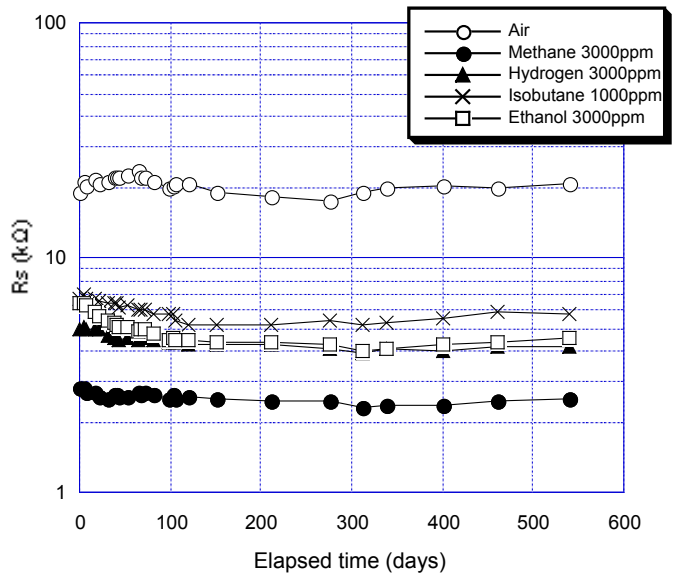 100
Air
Methane 3000ppm
Hydrogen 3000ppm
Isobutane 1000ppm
Ethanol 3000ppm
Rs (kΩ)
10
1
0 100 200 300 400 500 600
Elapsed time (days)